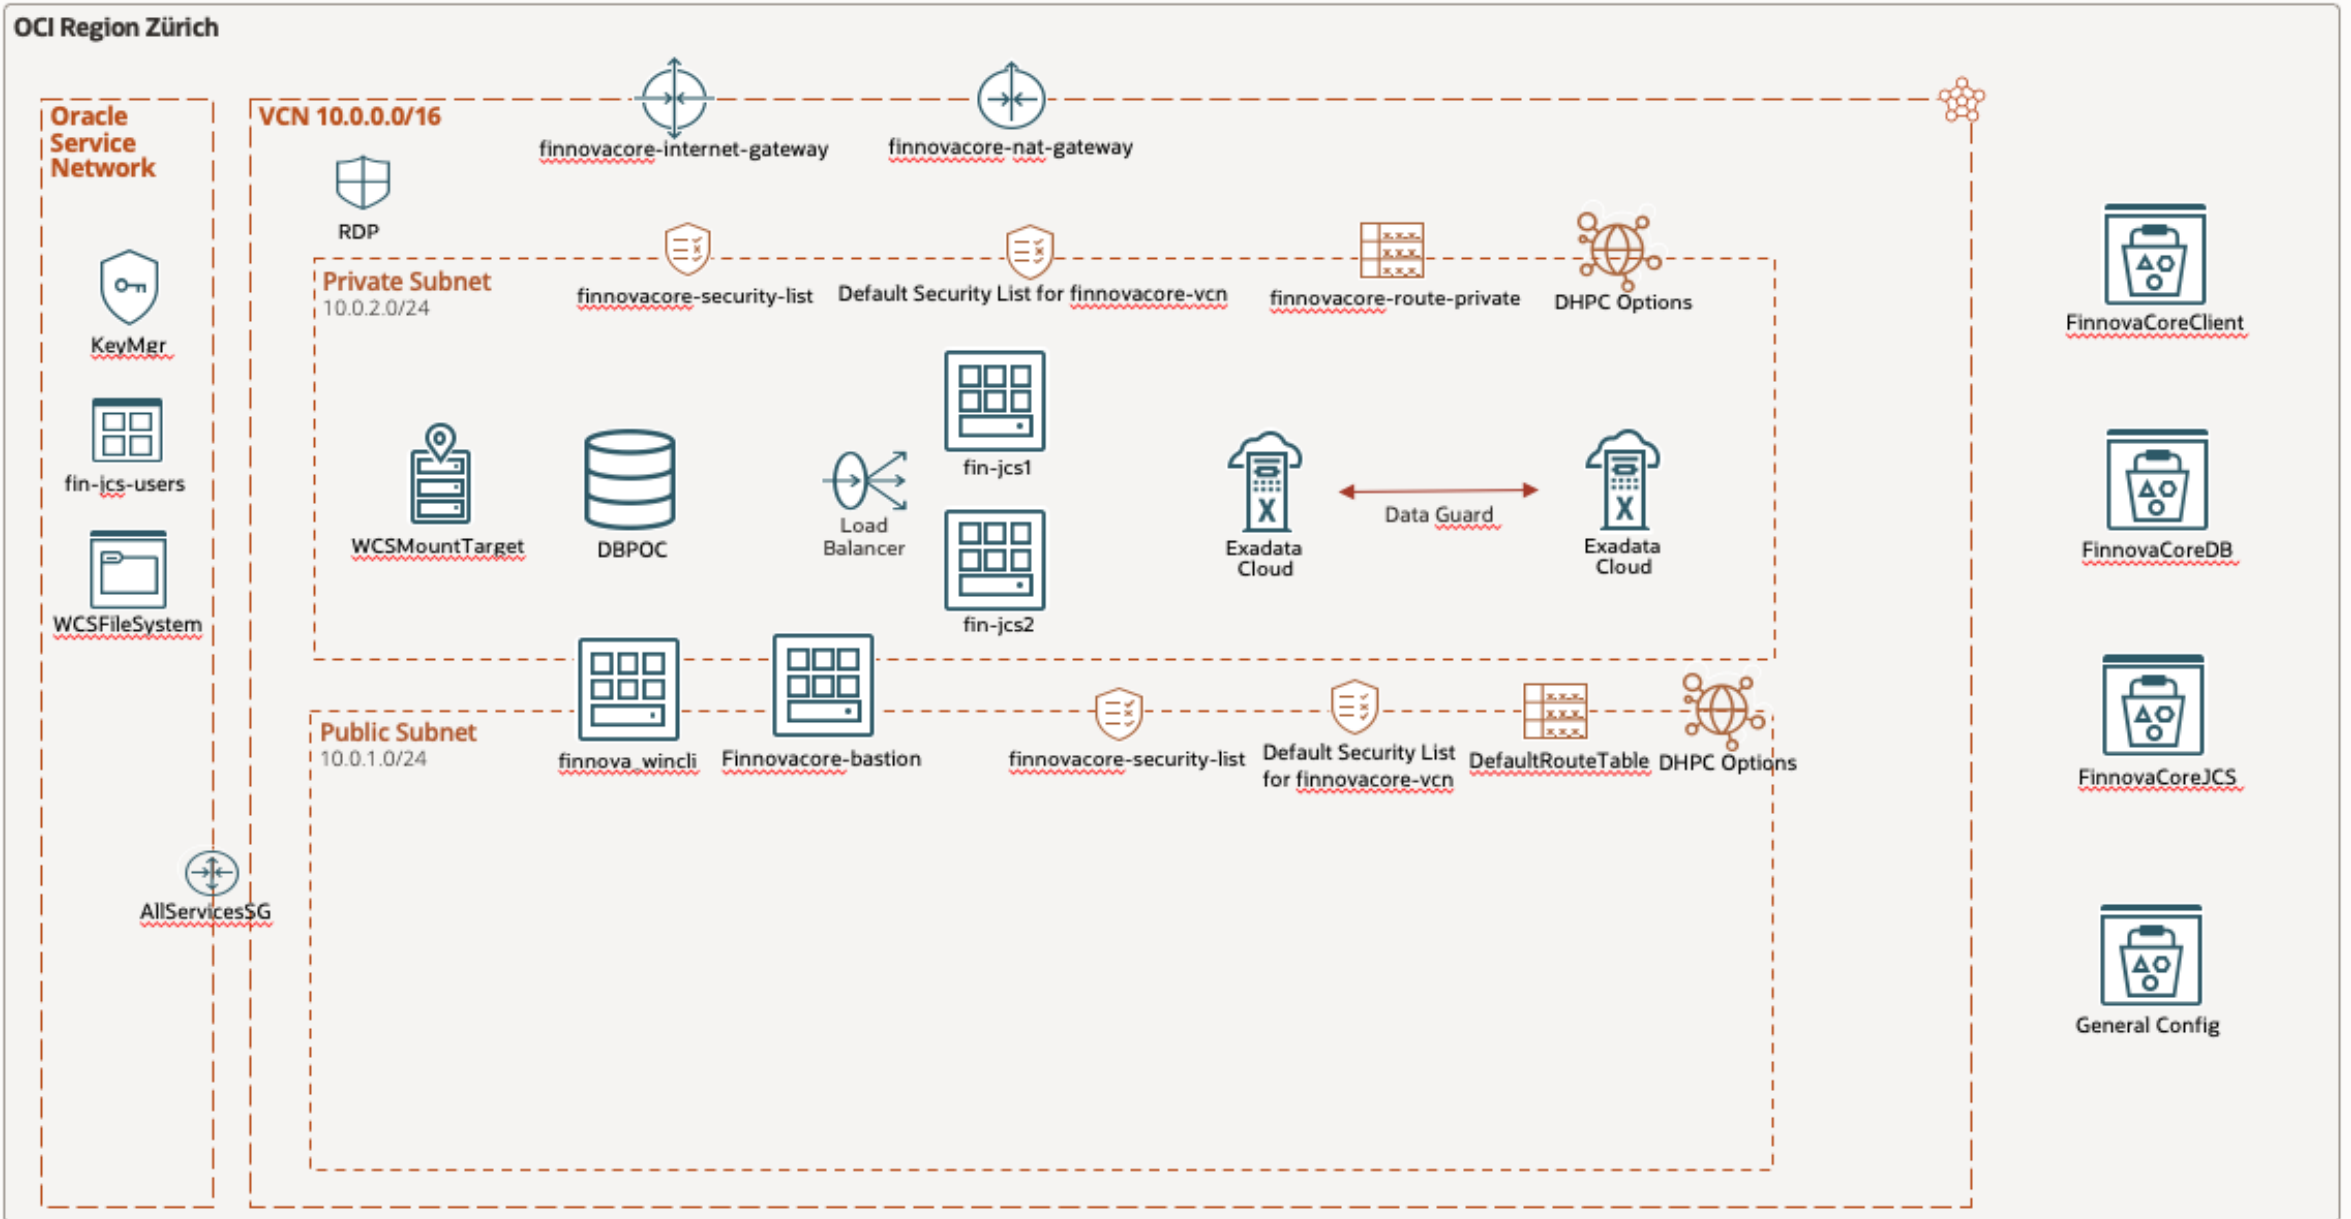 OCI Region Zürich
Oracle
Service
Network
KeyMgr
fin-jcs-users
WCSFileSystem
AllServicesSG
VCN 10.0.0.0/16
finnovacore-internet-gateway
finnovacore-nat-gateway
RDP
Private Subnet
10.0.2.0/24
finnovacore-security-list
Default Security List for finnovacore-vcn
finnovacore-route-private
DHPC Options
WCSMountTarget
DBPOC
Load
Balancer
fin-jcs1
fin-jcs2
Exadata
Cloud
Data Guard
Exadata
Cloud
Public Subnet
10.0.1.0/24
finnova_wincli
Finnovacore-bastion
finnovacore-security-list
Default Security List
for finnovacore-vcn
DefaultRouteTable
DHPC Options
FinnovaCoreClient
FinnovaCoreDB
FinnovaCoreJCS
General Config